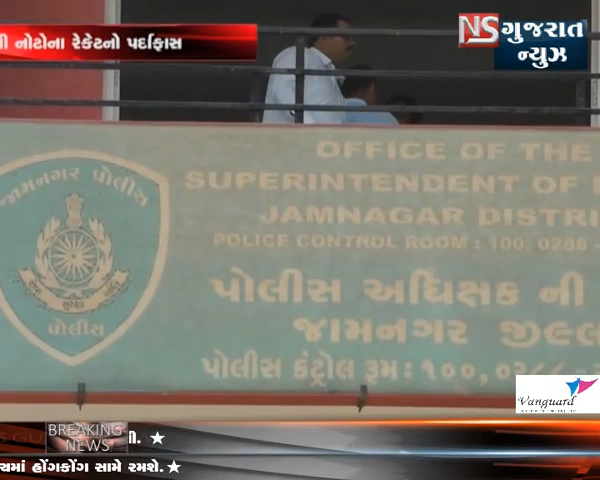 નોટોના રેકેટનો પર્દાફાસ
NS ગુજરાત
ન્યુઝ
OFFICE OF THE
SUPERINTENDENT OF
JAMNAGAR DISTRI
POLICE CONTROL ROOM : 100, 0288 -
જામનગર પોલીસ
પોલીસ
પોલીસ અધિક્ષક ની
જામનગર જીલ્લ
પોલીસ કંટ્રોલ રૂમ : ૧૦૦, ૦૨૮૮ -
Vanguard
BREAKING
NEWS
હોંગકોંગ સામે રમશે.